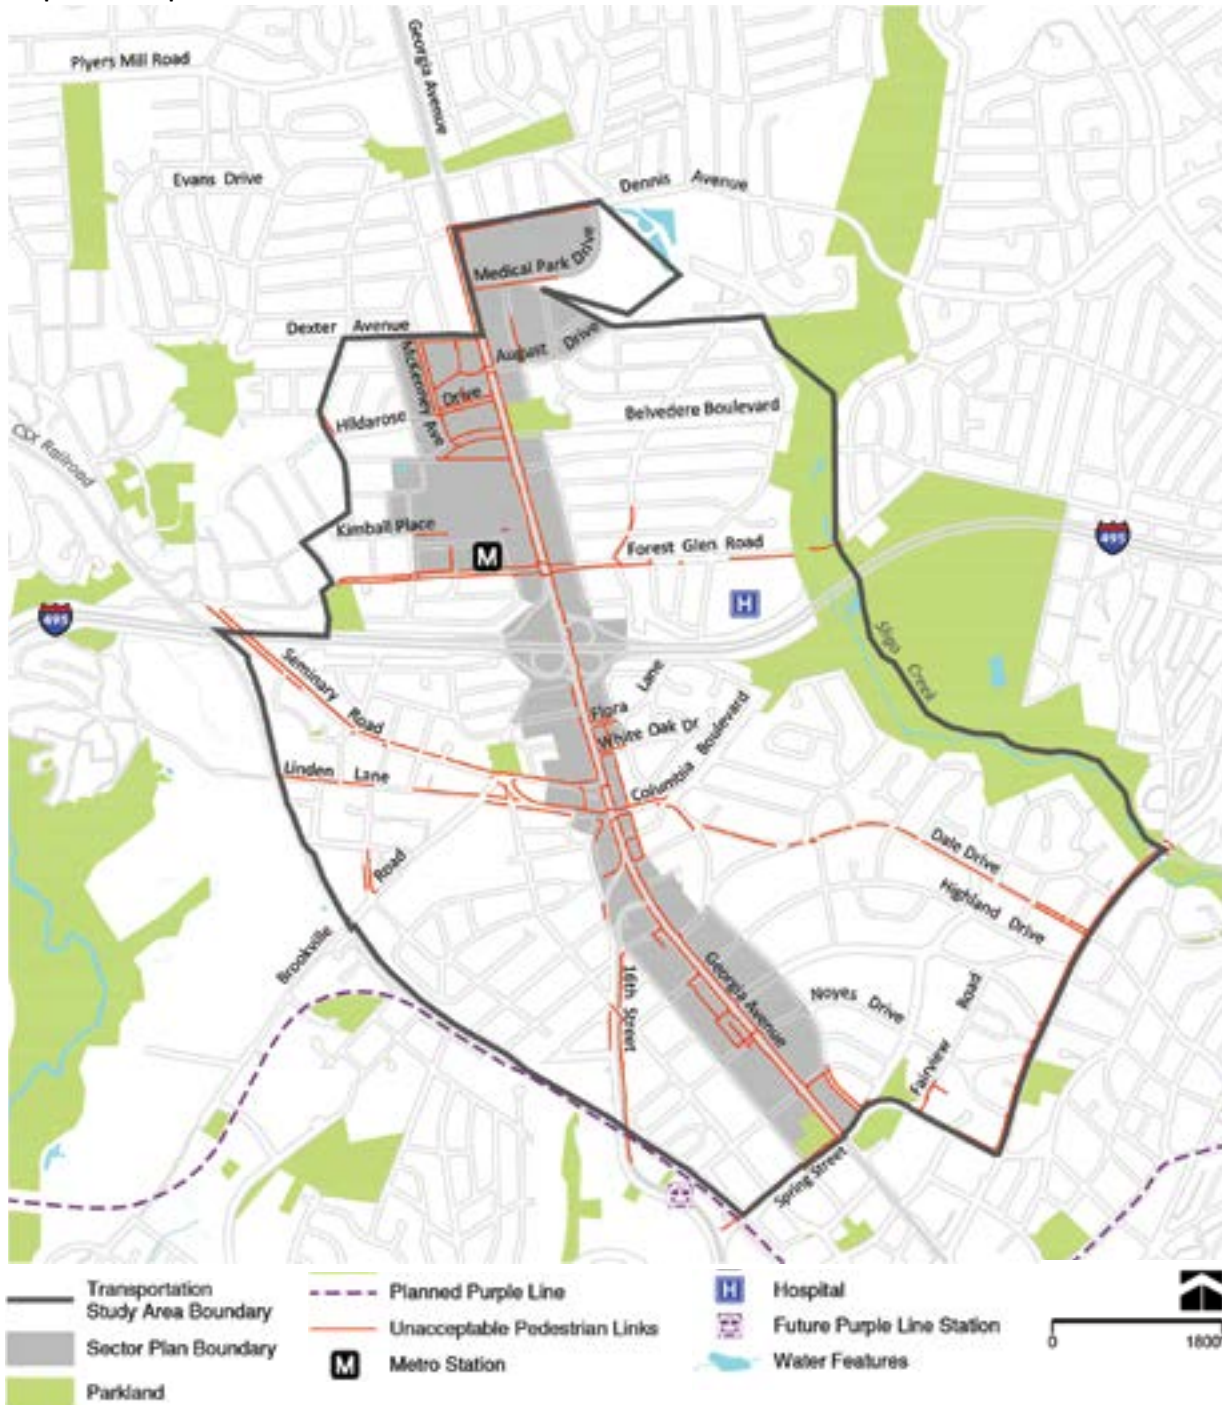 Plyers Mill Road
Georgia Avenue
Evans Drive
Dennis Avenue
Medical Park Drive
Dexter Avenue
August Drive
McKenney Ave
Hildarose Drive
Belvedere Boulevard
CSX Railroad
Kimball Place
M
Forest Glen Road
495
H
495
Sligo Creek
Seminary Road
Flora Lane
White Oak Dr
Columbia Boulevard
Linden Lane
Dale Drive
Highland Drive
Brookville Road
16th Street
Georgia Avenue
Noyes Drive
Fairview Road
Spring Street
Transportation
Study Area Boundary
Sector Plan Boundary
Parkland
Planned Purple Line
Unacceptable Pedestrian Links
M Metro Station
H Hospital
Future Purple Line Station
Water Features
0 1600'